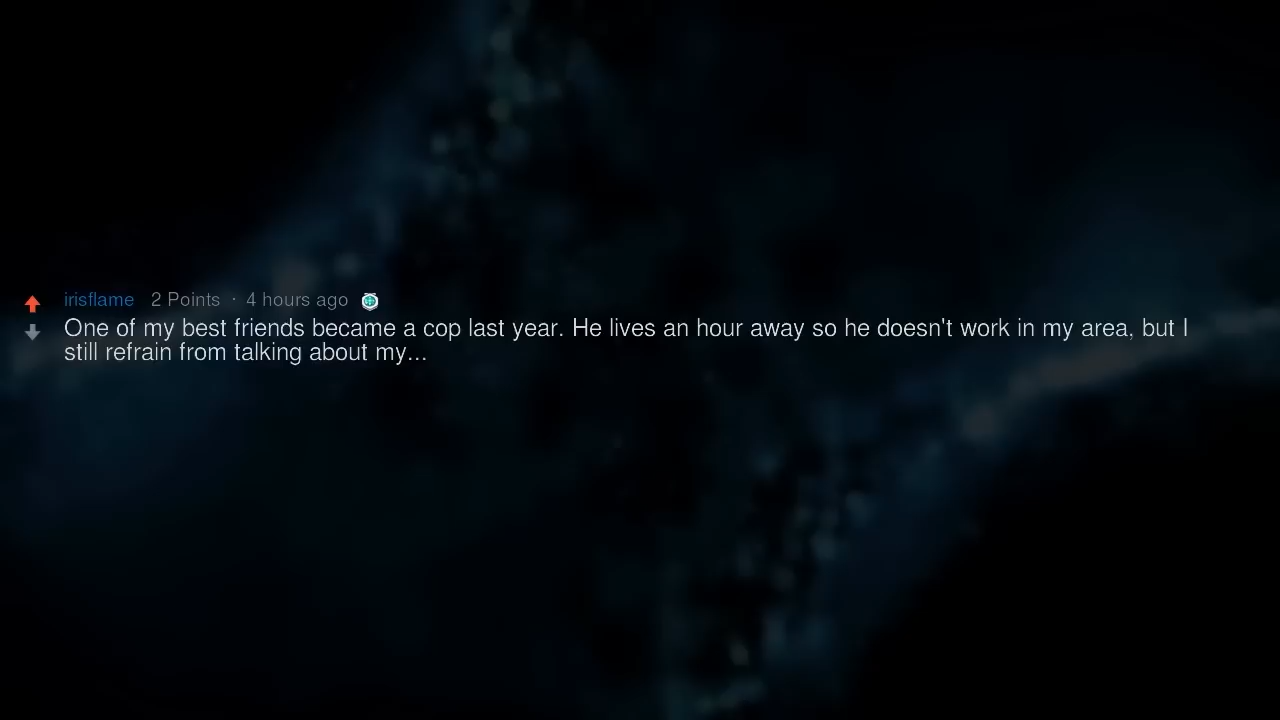 irisflame 2 Points · 4 hours ago
One of my best friends became a cop last year. He lives an hour away so he doesn't work in my area, but I
still refrain from talking about my...